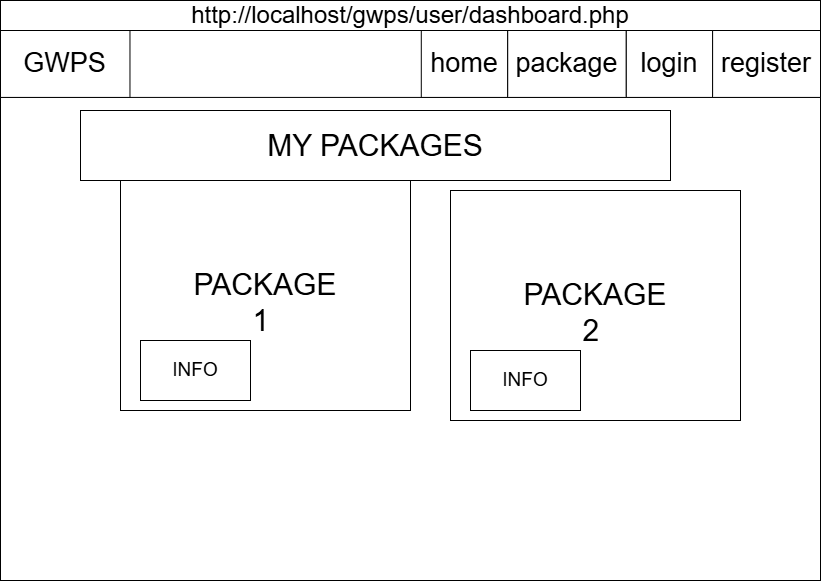 http://localhost/gwps/user/dashboard.php
GWPS home package login register
MY PACKAGES
PACKAGE
1
INFO
PACKAGE
2
INFO